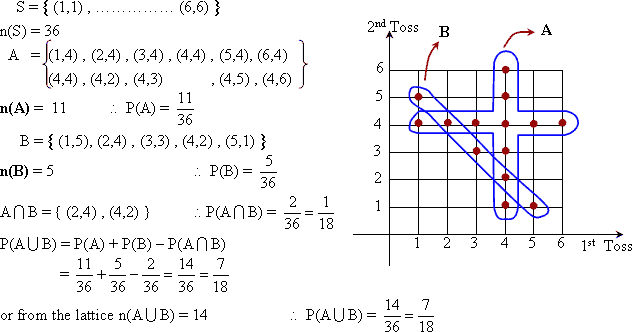 S = { (1,1) , …………… (6,6) }
n(S) = 36
A = {(1,4) , (2,4) , (3,4) , (4,4) , (5,4), (6,4)
(4,4) , (4,2) , (4,3) , (4,5) , (4,6) }
n(A) = 11 ∴ P(A) = 11/36
B = { (1,5), (2,4) , (3,3) , (4,2) , (5,1) }
n(B) = 5 ∴ P(B) = 5/36
A⋂B = { (2,4) , (4,2) } ∴ P(A⋂B) = 2/36 = 1/18
P(A⋃B) = P(A) + P(B) – P(A⋂B)
= 11/36 + 5/36 – 2/36 = 14/36 = 7/18
or from the lattice n(A⋃B) = 14 ∴ P(A⋃B) = 14/36 = 7/18
2nd Toss
B
A
6
5
4
3
2
1
1 2 3 4 5 6 1st Toss